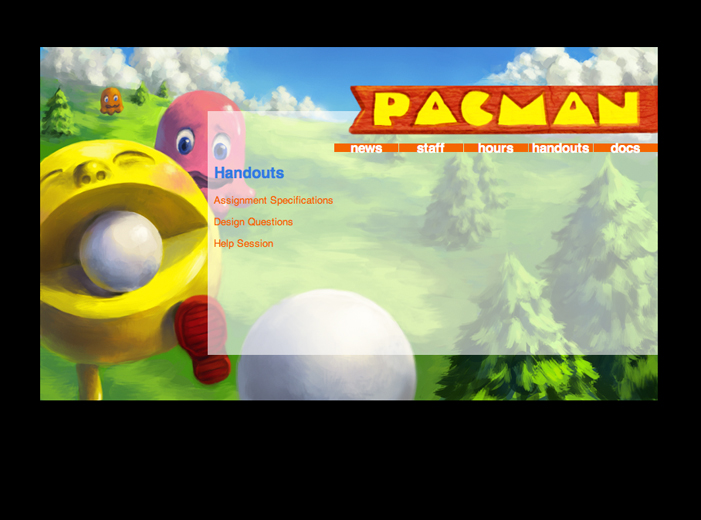 PACMAN
news staff hours handouts docs
Handouts
Assignment Specifications
Design Questions
Help Session